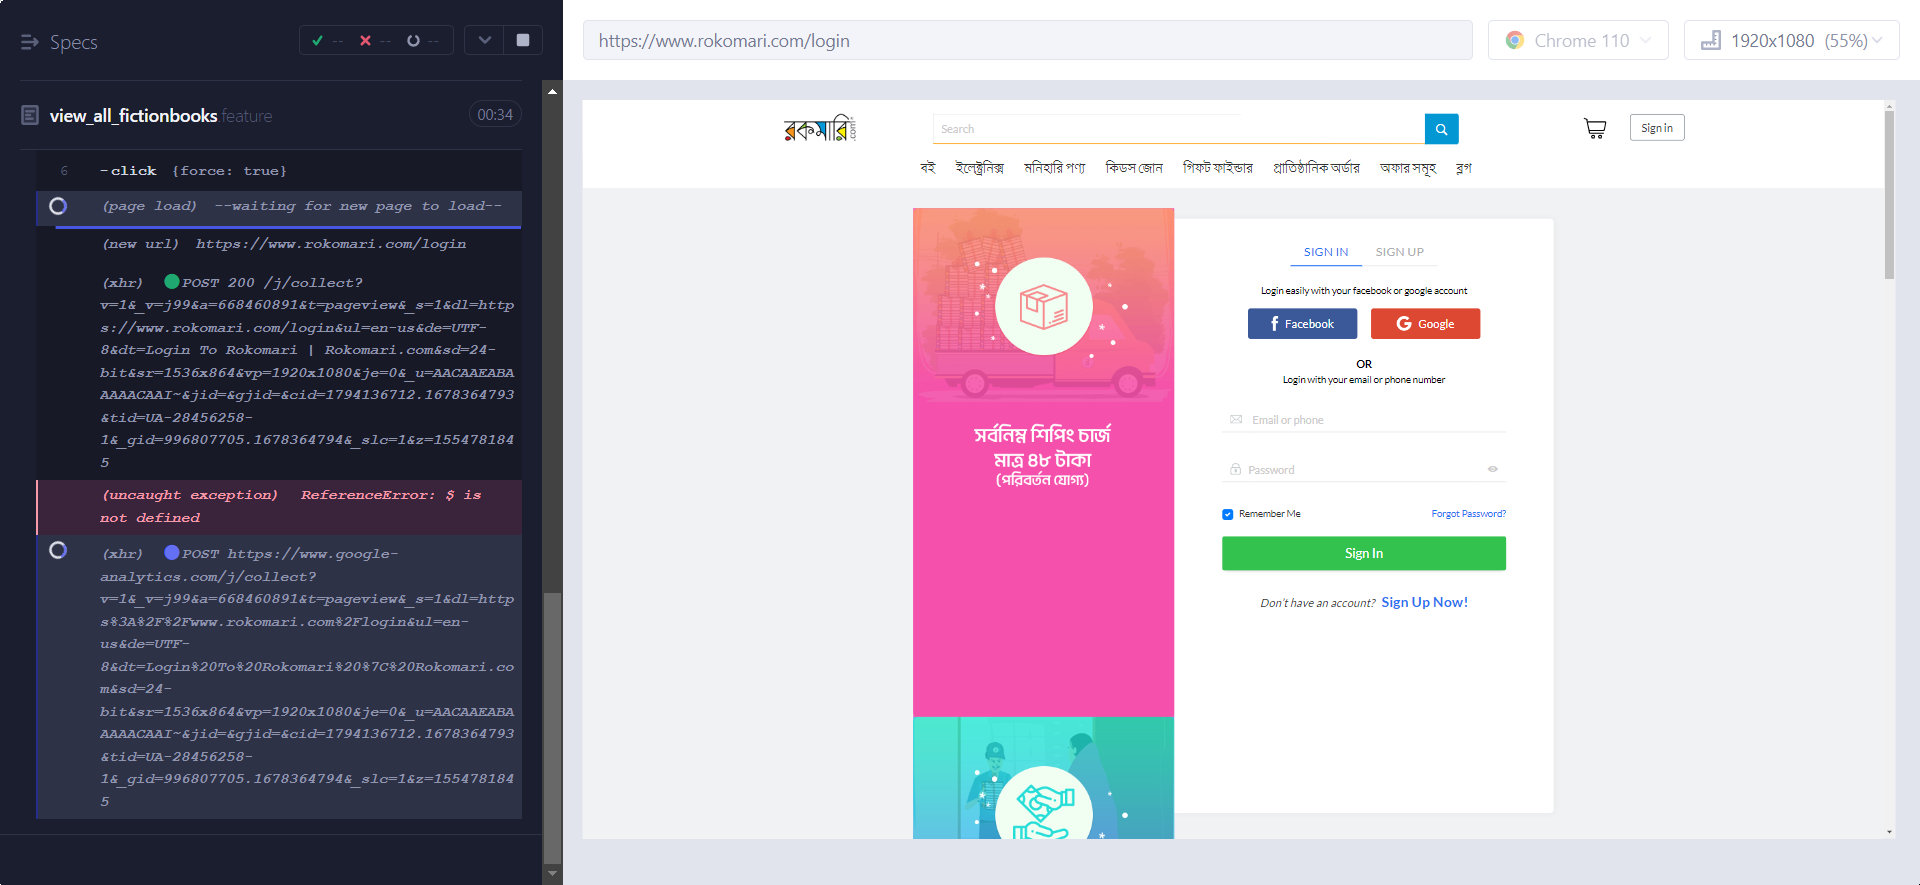 Specs
-- -- --
view_all_fictionbooks.feature
00:34
6 -click {force: true}
(page load) --waiting for new page to load--
(new url) https://www.rokomari.com/login
(xhr) POST 200 /j/collect?
v=1&_v=j99&a=668460891&t=pageview&_s=1&dl=http
s://www.rokomari.com/login&ul=en-us&de=UTF-
8&dt=Login To Rokomari | Rokomari.com&sd=24-
bit&sr=1536x864&vp=1920x1080&je=0&_u=AACAAEABA
AAAACAAI~&jid=&gjid=&cid=1794136712.1678364793
&tid=UA-28456258-
1&_gid=996807705.1678364794&_slc=1&z=155478184
5
(uncaught exception) ReferenceError: $ is
not defined
(xhr) POST https://www.google-
analytics.com/j/collect?
v=1&_v=j99&a=668460891&t=pageview&_s=1&dl=http
s%3A%2F%2Fwww.rokomari.com%2Flogin&ul=en-
us&de=UTF-
8&dt=Login%20To%20Rokomari%20%7C%20Rokomari.co
m&sd=24-
bit&sr=1536x864&vp=1920x1080&je=0&_u=AACAAEABA
AAAACAAI~&jid=&gjid=&cid=1794136712.1678364793
&tid=UA-28456258-
1&_gid=996807705.1678364794&_slc=1&z=155478184
5
https://www.rokomari.com/login
Chrome 110
1920x1080 (55%)
রকমারি.com
Search
Sign in
বই ইলেক্ট্রনিক্স মনিহারি পণ্য কিডস জোন গিফট ফাইন্ডার প্রাতিষ্ঠানিক অর্ডার অফার সমূহ ব্লগ
সর্বনিম্ন শিপিং চার্জ
মাত্র ৪৮ টাকা
(পরিবর্তন যোগ্য)
SIGN IN SIGN UP
Login easily with your facebook or google account
Facebook Google
OR
Login with your email or phone number
Email or phone
Password
Remember Me Forgot Password?
Sign In
Don't have an account? Sign Up Now!